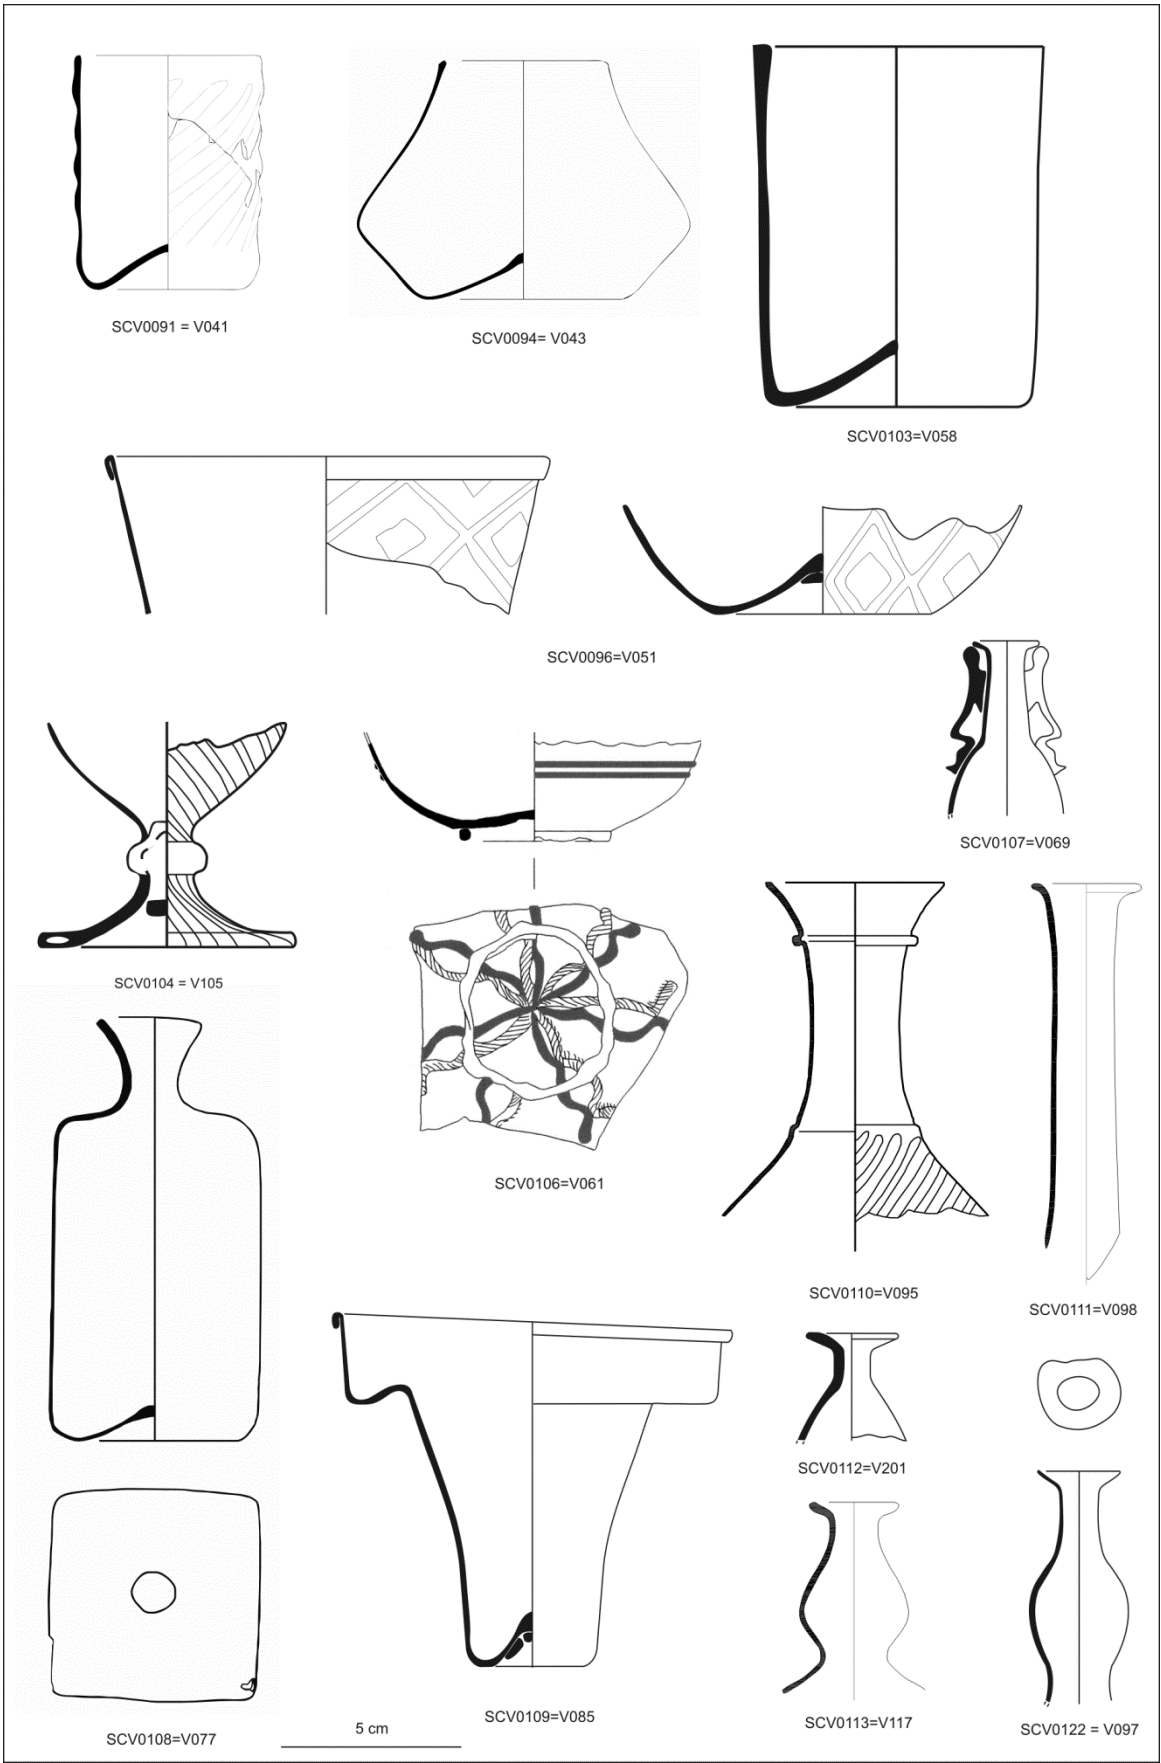 SCV0091 = V041
SCV0094= V043
SCV0103=V058
SCV0096=V051
SCV0107=V069
SCV0104 = V105
SCV0106=V061
SCV0110=V095
SCV0111=V098
SCV0112=V201
SCV0108=V077
5 cm
SCV0109=V085
SCV0113=V117
SCV0122 = V097